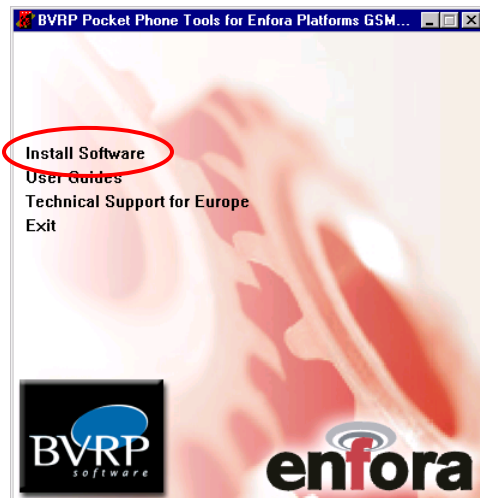 BVRP Pocket Phone Tools for Enfora Platforms GSM...
Install Software
User Guides
Technical Support for Europe
Exit
BVRP
software
enfora